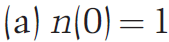 (a) n(0) = 1